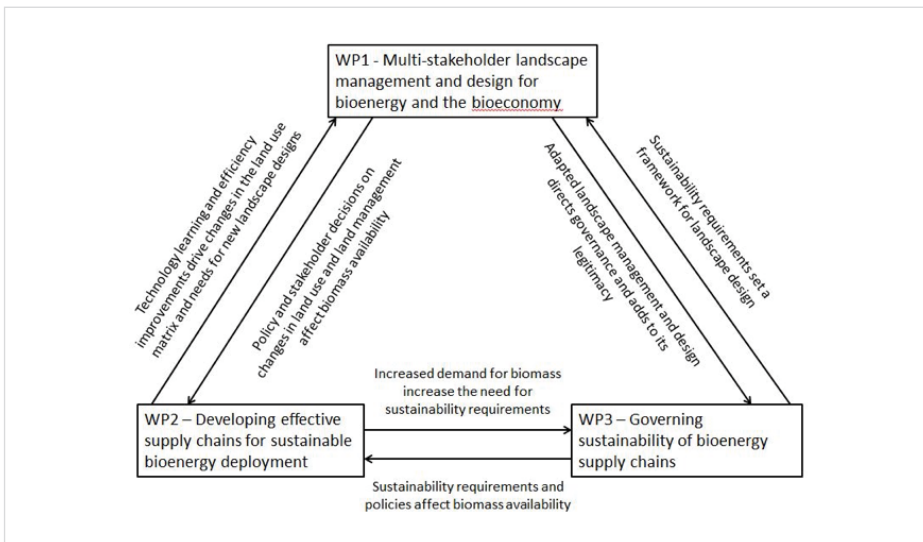 WP1 - Multi-stakeholder landscape
management and design for
bioenergy and the bioeconomy
Technology learning and efficiency
improvements drive changes in the land use
matrix and needs for new landscape designs
Policy and stakeholder decisions on
changes in land use and land management
affect biomass availability
Adapted landscape management and design
directs governance and adds to its
legitimacy
Sustainability requirements set a
framework for landscape design
Increased demand for biomass
increase the need for
sustainability requirements
WP2 – Developing effective
supply chains for sustainable
bioenergy deployment
WP3 – Governing
sustainability of bioenergy
supply chains
Sustainability requirements and
policies affect biomass availability